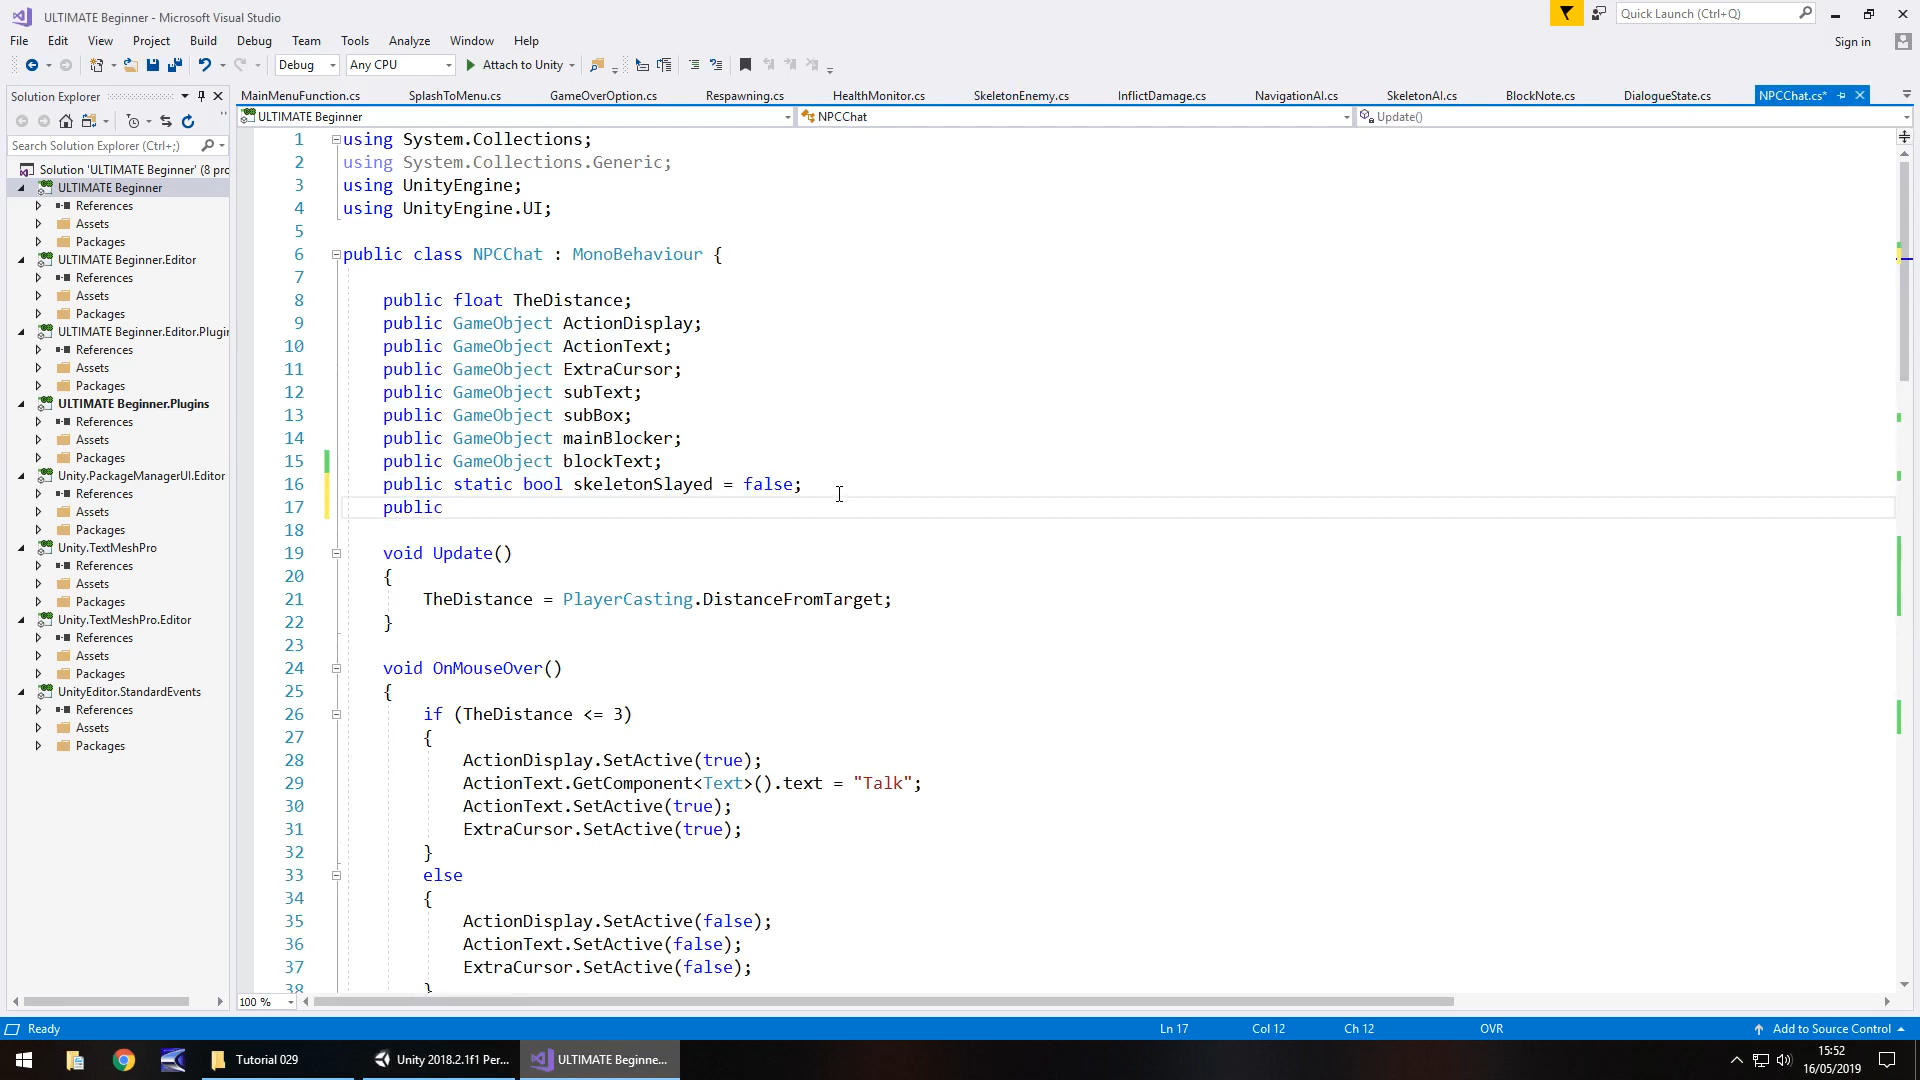 ULTIMATE Beginner - Microsoft Visual Studio
Quick Launch (Ctrl+Q)
File Edit View Project Build Debug Team Tools Analyze Window Help
Sign in
Debug Any CPU Attach to Unity
Solution Explorer
MainMenuFunction.cs SplashToMenu.cs GameOverOption.cs Respawning.cs HealthMonitor.cs SkeletonEnemy.cs InflictDamage.cs NavigationAI.cs SkeletonAI.cs BlockNote.cs DialogueState.cs NPCChat.cs*
ULTIMATE Beginner NPCChat Update()
Search Solution Explorer (Ctrl+;)
Solution 'ULTIMATE Beginner' (8 pro
ULTIMATE Beginner
References
Assets
Packages
ULTIMATE Beginner.Editor
References
Assets
Packages
ULTIMATE Beginner.Editor.Plugin
References
Assets
Packages
ULTIMATE Beginner.Plugins
References
Assets
Packages
Unity.PackageManagerUI.Editor
References
Assets
Packages
Unity.TextMeshPro
References
Assets
Packages
Unity.TextMeshPro.Editor
References
Assets
Packages
UnityEditor.StandardEvents
References
Assets
Packages
1 using System.Collections;
2 using System.Collections.Generic;
3 using UnityEngine;
4 using UnityEngine.UI;
5
6 public class NPCChat : MonoBehaviour {
7
8 public float TheDistance;
9 public GameObject ActionDisplay;
10 public GameObject ActionText;
11 public GameObject ExtraCursor;
12 public GameObject subText;
13 public GameObject subBox;
14 public GameObject mainBlocker;
15 public GameObject blockText;
16 public static bool skeletonSlayed = false;
17 public
18
19 void Update()
20 {
21 TheDistance = PlayerCasting.DistanceFromTarget;
22 }
23
24 void OnMouseOver()
25 {
26 if (TheDistance <= 3)
27 {
28 ActionDisplay.SetActive(true);
29 ActionText.GetComponent<Text>().text = "Talk";
30 ActionText.SetActive(true);
31 ExtraCursor.SetActive(true);
32 }
33 else
34 {
35 ActionDisplay.SetActive(false);
36 ActionText.SetActive(false);
37 ExtraCursor.SetActive(false);
38 }
100 %
Ready Ln 17 Col 12 Ch 12 OVR Add to Source Control
Tutorial 029 Unity 2018.2.1f1 Per... ULTIMATE Beginne...
15:52
16/05/2019